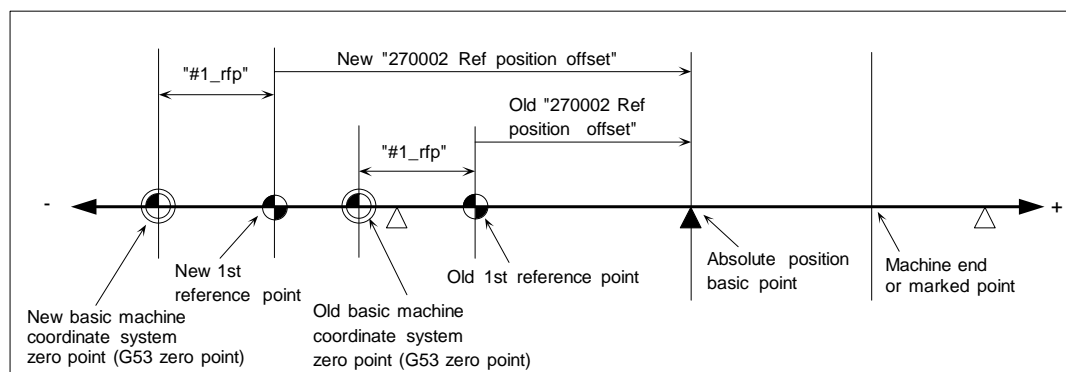 New "270002 Ref position offset"
"#1_rfp"
Old "270002 Ref
position offset"
"#1_rfp"
-
+
New 1st
reference point
Old 1st reference point
Absolute position
basic point
Machine end
or marked point
New basic machine
coordinate system
zero point (G53 zero point)
Old basic machine
coordinate system
zero point (G53 zero point)